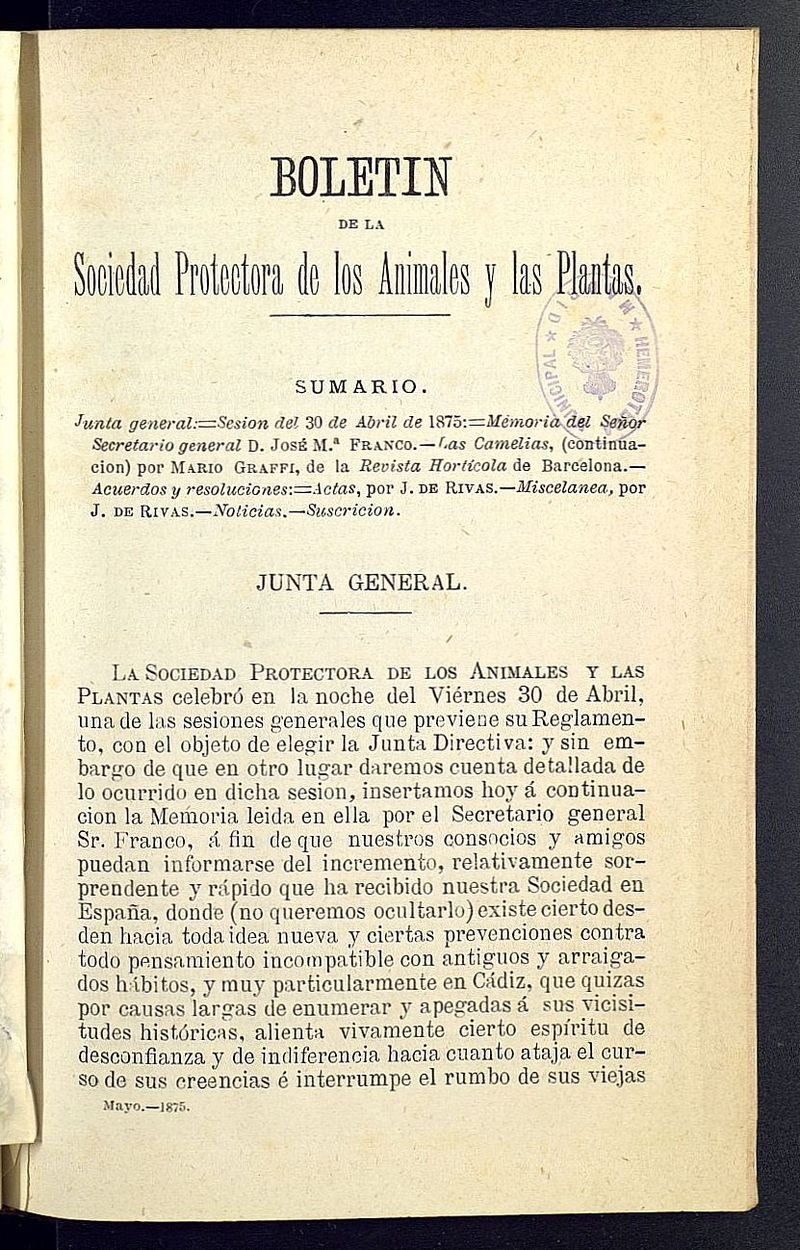 BOLETIN
DE LA
Sociedad Protectora de los Animales y las Plantas.
SUMARIO.
Junta general:=Sesion del 30 de Abril de 1875:=Memoria del Señor
Secretario general D. José M.ª Franco.—Las Camelias, (continua-
cion) por Mario Graffi, de la Revista Hortícola de Barcelona.—
Acuerdos y resoluciones:=Actas, por J. de Rivas.—Miscelanea, por
J. de Rivas.—Noticias.—Suscricion.
HEMEROTECA MUNICIPAL ★ MADRID ★
JUNTA GENERAL.
La Sociedad Protectora de los Animales y las
Plantas celebró en la noche del Viérnes 30 de Abril,
una de las sesiones generales que previene su Reglamen-
to, con el objeto de elegir la Junta Directiva: y sin em-
bargo de que en otro lugar daremos cuenta detallada de
lo ocurrido en dicha sesion, insertamos hoy á continua-
cion la Memoria leida en ella por el Secretario general
Sr. Franco, á fin de que nuestros consocios y amigos
puedan informarse del incremento, relativamente sor-
prendente y rápido que ha recibido nuestra Sociedad en
España, donde (no queremos ocultarlo) existe cierto des-
den hacia toda idea nueva y ciertas prevenciones contra
todo pensamiento incompatible con antiguos y arraiga-
dos hábitos, y muy particularmente en Cádiz, que quizas
por causas largas de enumerar y apegadas á sus vicisi-
tudes históricas, alienta vivamente cierto espíritu de
desconfianza y de indiferencia hacia cuanto ataja el cur-
so de sus creencias é interrumpe el rumbo de sus viejas
Mayo.—1875.